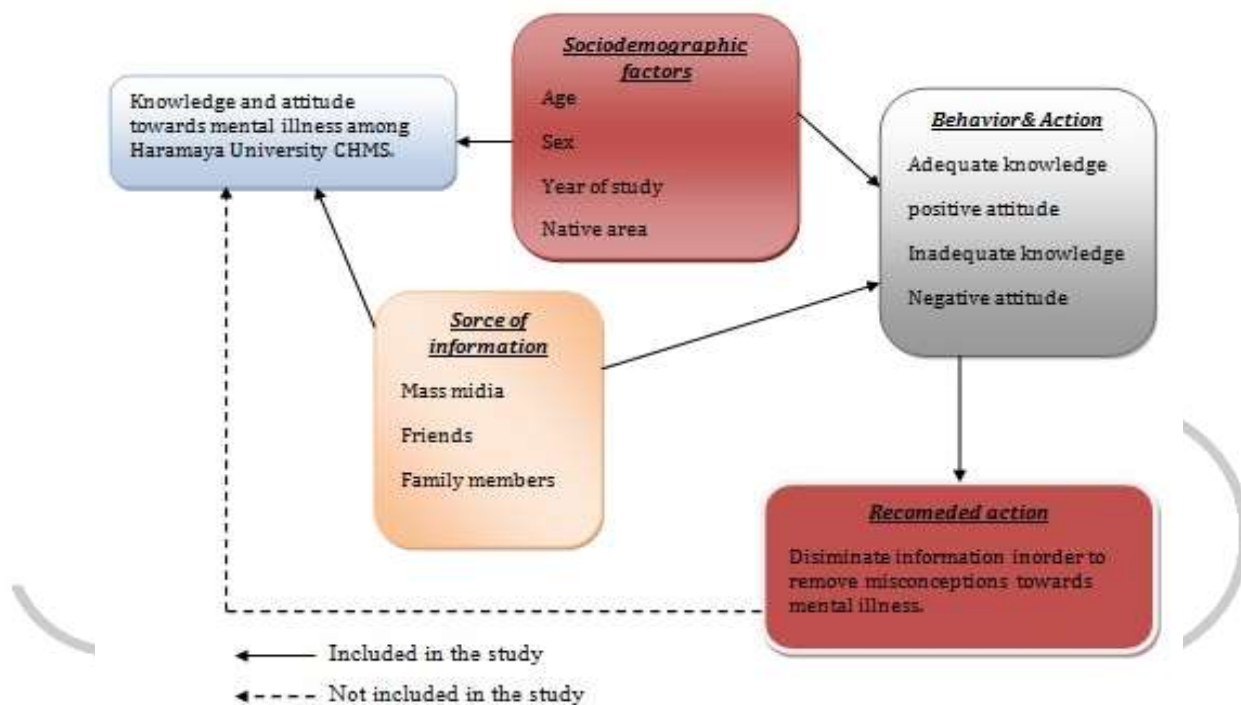 Sociodemographic
factors
Age
Sex
Year of study
Native area
Knowledge and attitude
towards mental illness among
Haramaya University CHMS.
Behavior& Action
Adequate knowledge
positive attitude
Inadequate knowledge
Negative attitude
Sorce of
information
Mass midia
Friends
Family members
Recomeded action
Disiminate information inorder to
remove misconceptions towards
mental illness.
Included in the study
Not included in the study